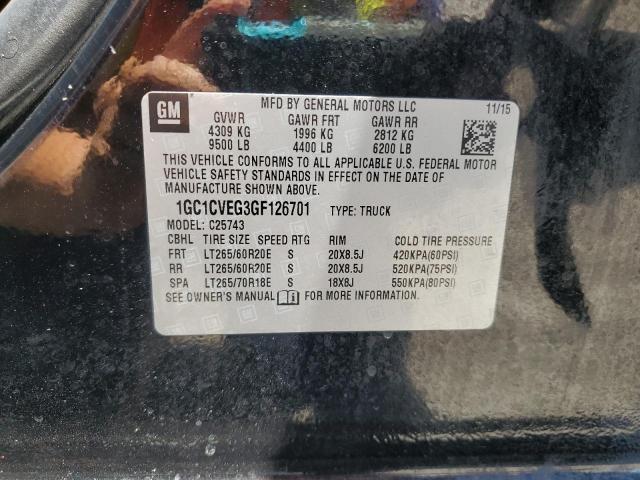 GM
MFD BY GENERAL MOTORS LLC 11/15
GVWR GAWR FRT GAWR RR
4309 KG 1996 KG 2812 KG
9500 LB 4400 LB 6200 LB
THIS VEHICLE CONFORMS TO ALL APPLICABLE U.S. FEDERAL MOTOR
VEHICLE SAFETY STANDARDS IN EFFECT ON THE DATE OF
MANUFACTURE SHOWN ABOVE.
1GC1CVEG3GF126701 TYPE: TRUCK
MODEL: C25743
CBHL TIRE SIZE SPEED RTG RIM COLD TIRE PRESSURE
FRT LT265/60R20E S 20X8.5J 420KPA(60PSI)
RR LT265/60R20E S 20X8.5J 520KPA(75PSI)
SPA LT265/70R18E S 18X8J 550KPA(80PSI)
SEE OWNER'S MANUAL FOR MORE INFORMATION.